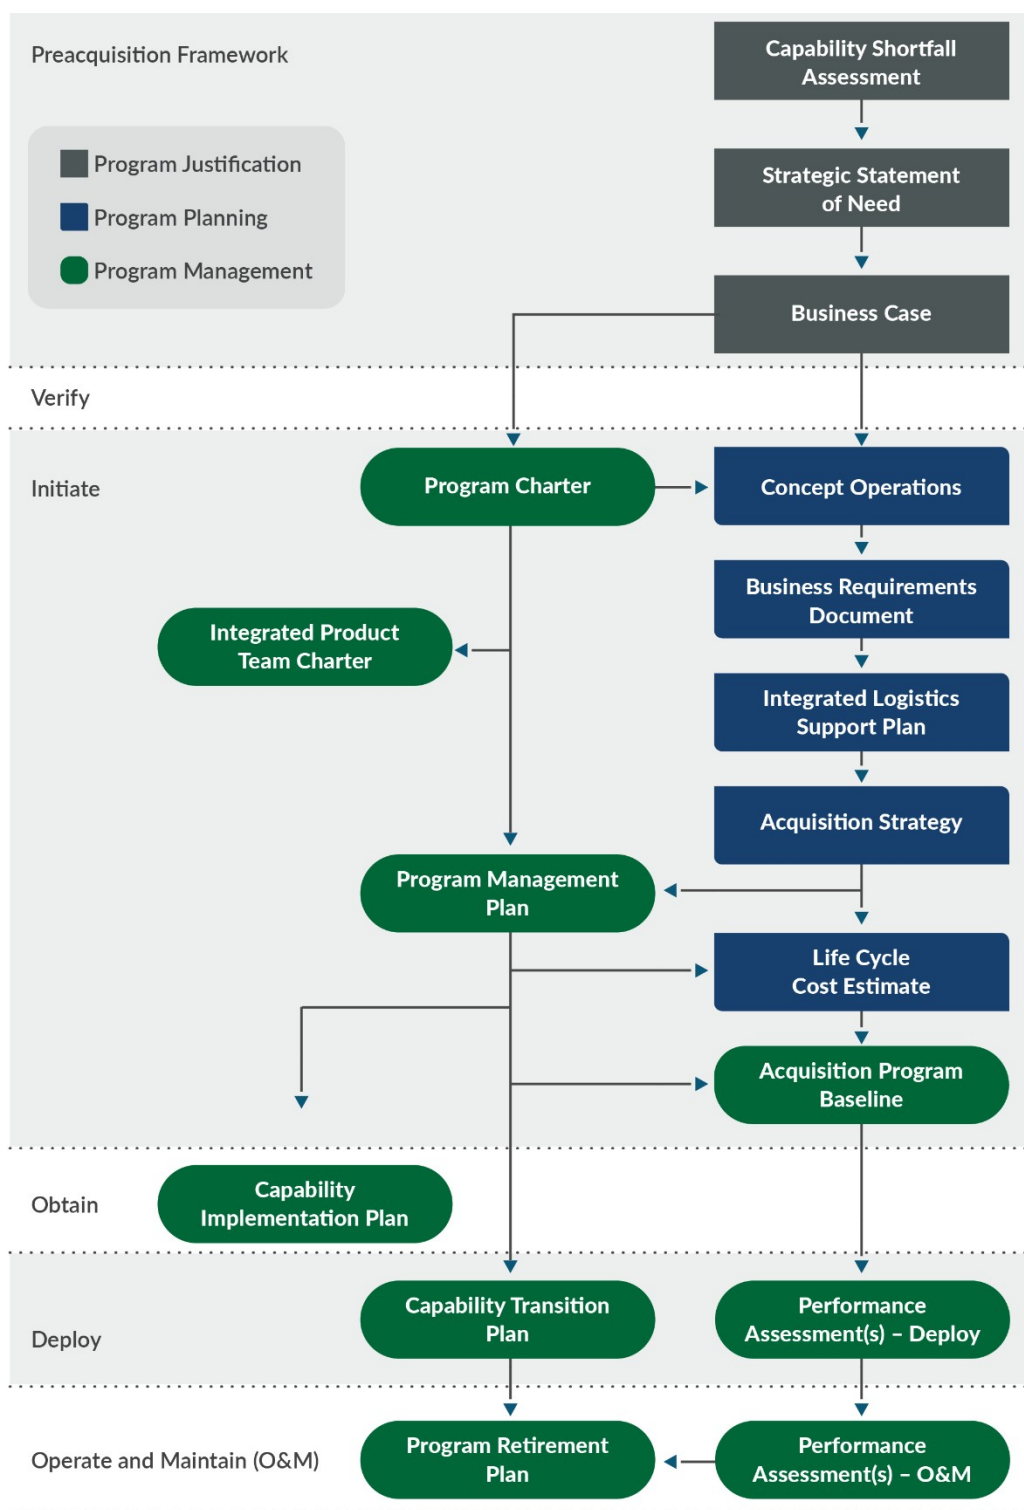 Preacquisition Framework
Capability Shortfall
Assessment
Program Justification
Program Planning
Program Management
Strategic Statement
of Need
Business Case
Verify
Initiate
Program Charter
Concept Operations
Business Requirements
Document
Integrated Product
Team Charter
Integrated Logistics
Support Plan
Acquisition Strategy
Program Management
Plan
Life Cycle
Cost Estimate
Acquisition Program
Baseline
Obtain
Capability
Implementation Plan
Deploy
Capability Transition
Plan
Performance
Assessment(s) – Deploy
Operate and Maintain (O&M)
Program Retirement
Plan
Performance
Assessment(s) – O&M